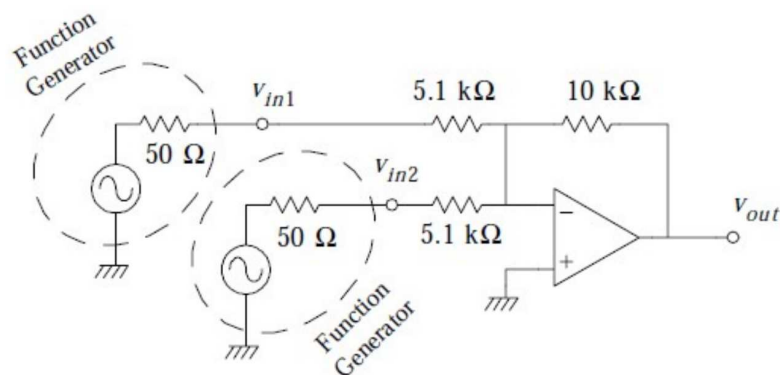 Function
Generator
v_in1
5.1 kΩ
10 kΩ
50 Ω
v_in2
50 Ω
5.1 kΩ
−
+
v_out
Function
Generator